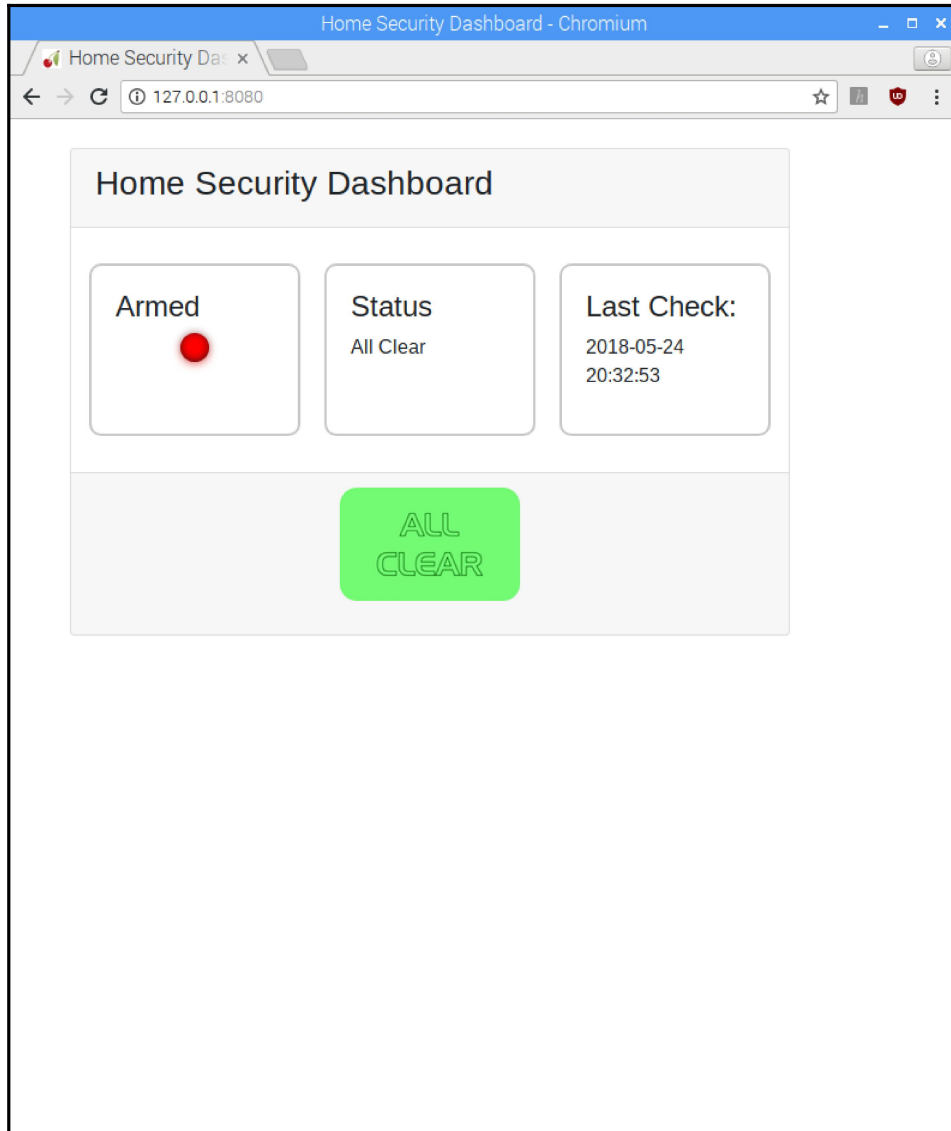 Home Security Dashboard - Chromium
Home Security Das
127.0.0.1:8080
Home Security Dashboard
Armed
Status
All Clear
Last Check:
2018-05-24
20:32:53
ALL
CLEAR